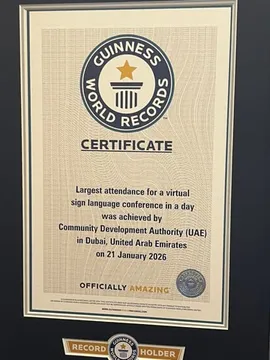 GUINNESS
WORLD RECORDS
CERTIFICATE
Largest attendance for a virtual
sign language conference in a day
was achieved by
Community Development Authority (UAE)
in Dubai, United Arab Emirates
on 21 January 2026
OFFICIALLY AMAZING
RECORD HOLDER